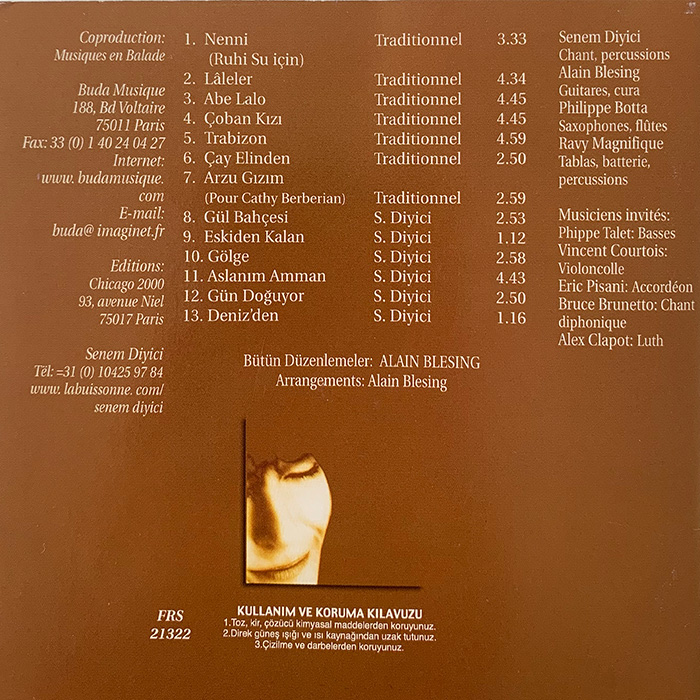 Coproduction:
Musiques en Balade
Buda Musique
188, Bd Voltaire
75011 Paris
Fax: 33 (0) 1 40 24 04 27
Internet:
www. budamusique.
com
E-mail:
buda@ imaginet.fr
Editions:
Chicago 2000
93, avenue Niel
75017 Paris
Senem Diyici
Têl: =31 (0) 10425 97 84
www. labuissonne. com/
senem diyici
1. Nenni Traditionnel 3.33
(Ruhi Su için)
2. Lâleler Traditionnel 4.34
3. Abe Lalo Traditionnel 4.45
4. Çoban Kızı Traditionnel 4.45
5. Trabizon Traditionnel 4.59
6. Çay Elinden Traditionnel 2.50
7. Arzu Gızım
(Pour Cathy Berberian) Traditionnel 2.59
8. Gül Bahçesi S. Diyici 2.53
9. Eskiden Kalan S. Diyici 1.12
10. Gölge S. Diyici 2.58
11. Aslanım Amman S. Diyici 4.43
12. Gün Doğuyor S. Diyici 2.50
13. Deniz'den S. Diyici 1.16
Bütün Düzenlemeler: ALAIN BLESING
Arrangements: Alain Blesing
Senem Diyici
Chant, percussions
Alain Blesing
Guitares, cura
Philippe Botta
Saxophones, flûtes
Ravy Magnifique
Tablas, batterie,
percussions
Musiciens invités:
Phippe Talet: Basses
Vincent Courtois:
Violoncolle
Eric Pisani: Accordéon
Bruce Brunetto: Chant
diphonique
Alex Clapot: Luth
FRS
21322
KULLANIM VE KORUMA KILAVUZU
1.Toz, kir, çözücü kimyasal maddelerden koruyunuz.
2.Direk güneş ışığı ve ısı kaynağından uzak tutunuz.
3.Çizilme ve darbelerden koruyunuz.